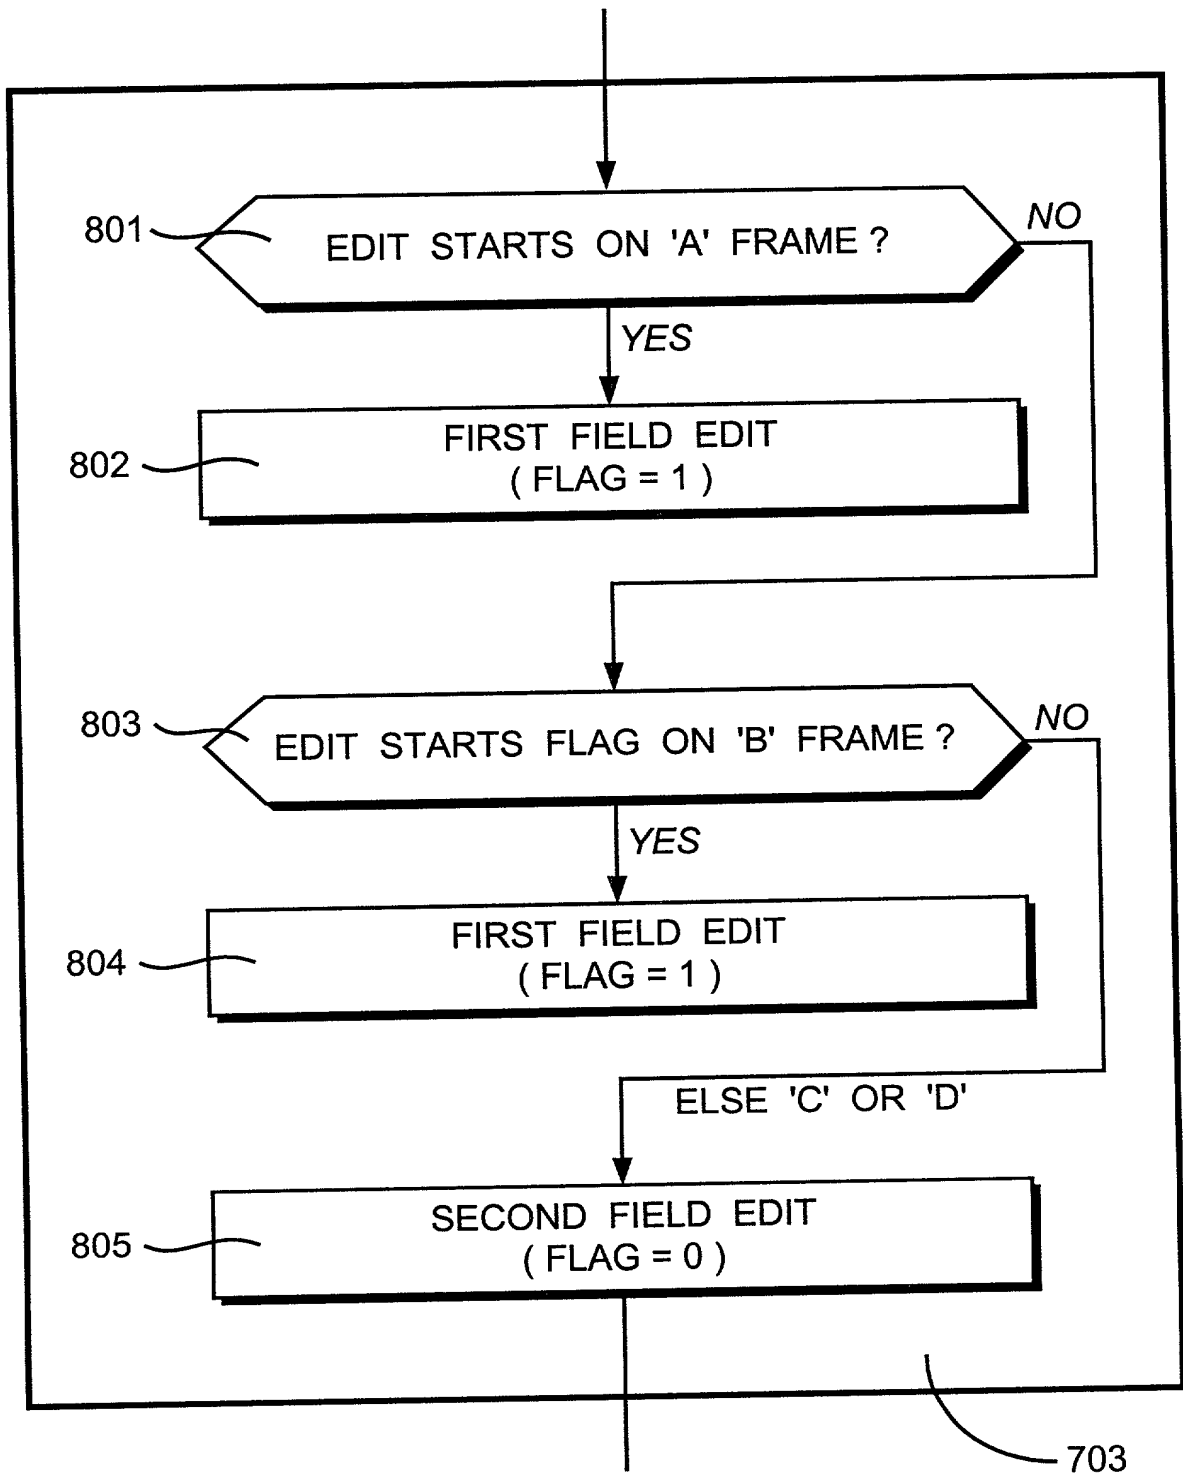 801
EDIT STARTS ON 'A' FRAME ?
NO
YES
802
FIRST FIELD EDIT
( FLAG = 1 )
803
EDIT STARTS FLAG ON 'B' FRAME ?
NO
YES
804
FIRST FIELD EDIT
( FLAG = 1 )
ELSE 'C' OR 'D'
805
SECOND FIELD EDIT
( FLAG = 0 )
703